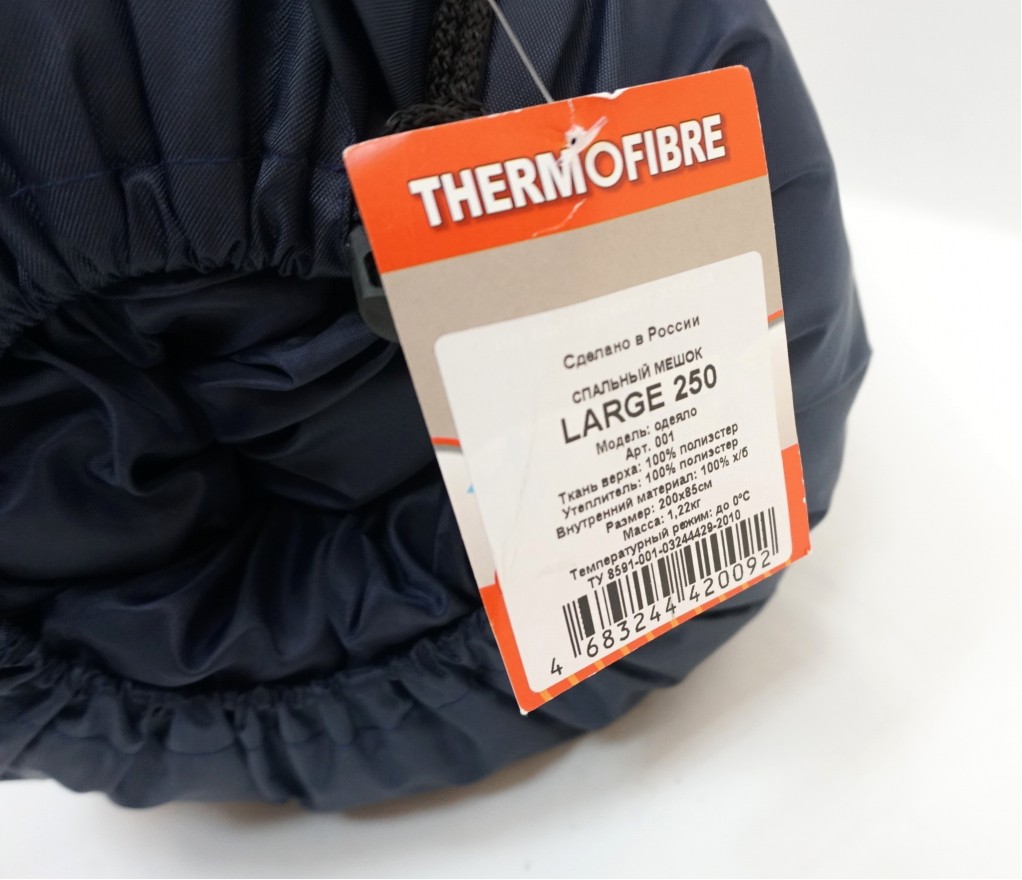 THERMOFIBRE
Сделано в России
СПАЛЬНЫЙ МЕШОК
LARGE 250
Модель: одеяло
Арт. 001
Ткань верха: 100% полиэстер
Утеплитель: 100% полиэстер
Внутренний материал: 100% х/б
Размер: 200х85см
Масса: 1,22кг
Температурный режим: до 0°С
ТУ 8591-001-03244429-2010
4 683244 420092